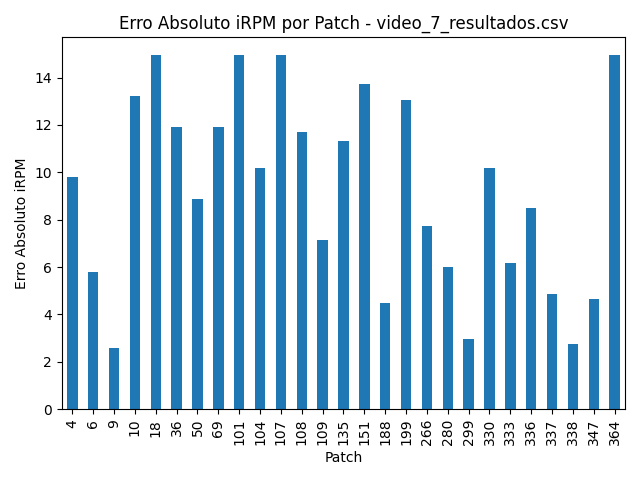 Erro Absoluto iRPM por Patch - video_7_resultados.csv
Erro Absoluto iRPM
14
12
10
8
6
4
2
0
4 6 9 10 18 36 50 69 101 104 107 108 109 135 151 188 199 266 280 299 330 333 336 337 338 347 364
Patch